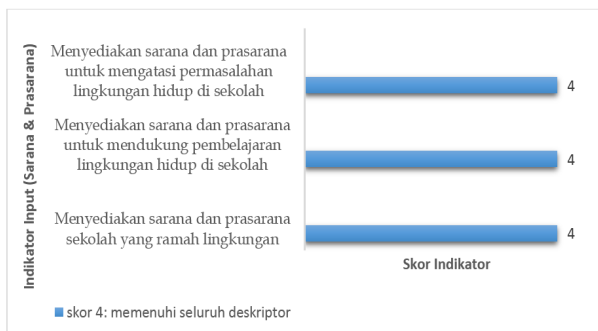 Indikator Input (Sarana & Prasarana)
Menyediakan sarana dan prasarana
untuk mengatasi permasalahan
lingkungan hidup di sekolah
4
Menyediakan sarana dan prasarana
untuk mendukung pembelajaran
lingkungan hidup di sekolah
4
Menyediakan sarana dan prasarana
sekolah yang ramah lingkungan
4
Skor Indikator
skor 4: memenuhi seluruh deskriptor